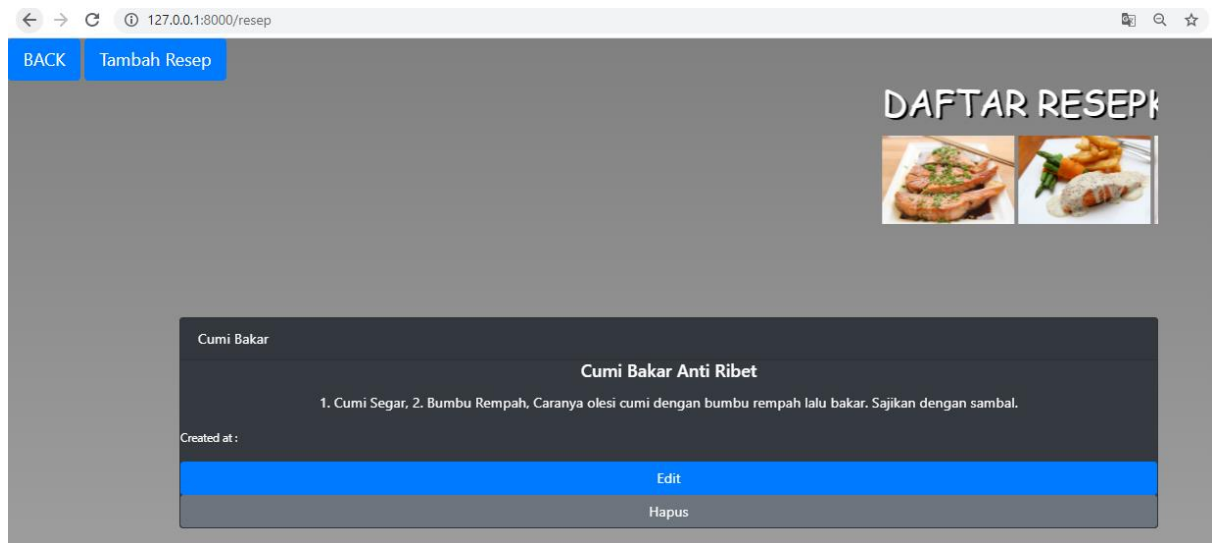 127.0.0.1:8000/resep
BACK
Tambah Resep
DAFTAR RESEPK
Cumi Bakar
Cumi Bakar Anti Ribet
1. Cumi Segar, 2. Bumbu Rempah, Caranya olesi cumi dengan bumbu rempah lalu bakar. Sajikan dengan sambal.
Created at :
Edit
Hapus